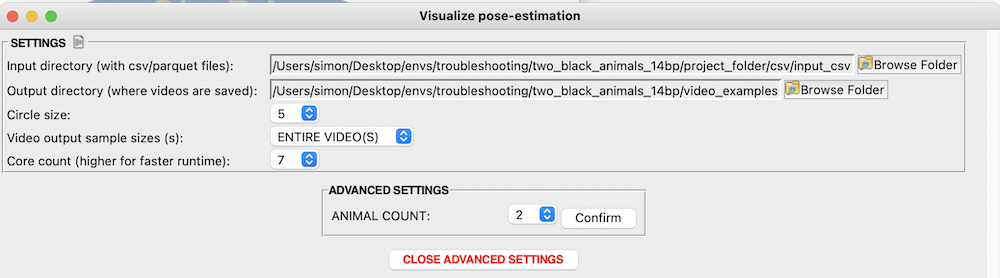 Visualize pose-estimation
SETTINGS
Input directory (with csv/parquet files): /Users/simon/Desktop/envs/troubleshooting/two_black_animals_14bp/project_folder/csv/input_csv Browse Folder
Output directory (where videos are saved): /Users/simon/Desktop/envs/troubleshooting/two_black_animals_14bp/video_examples Browse Folder
Circle size: 5
Video output sample sizes (s): ENTIRE VIDEO(S)
Core count (higher for faster runtime): 7
ADVANCED SETTINGS
ANIMAL COUNT: 2 Confirm
CLOSE ADVANCED SETTINGS